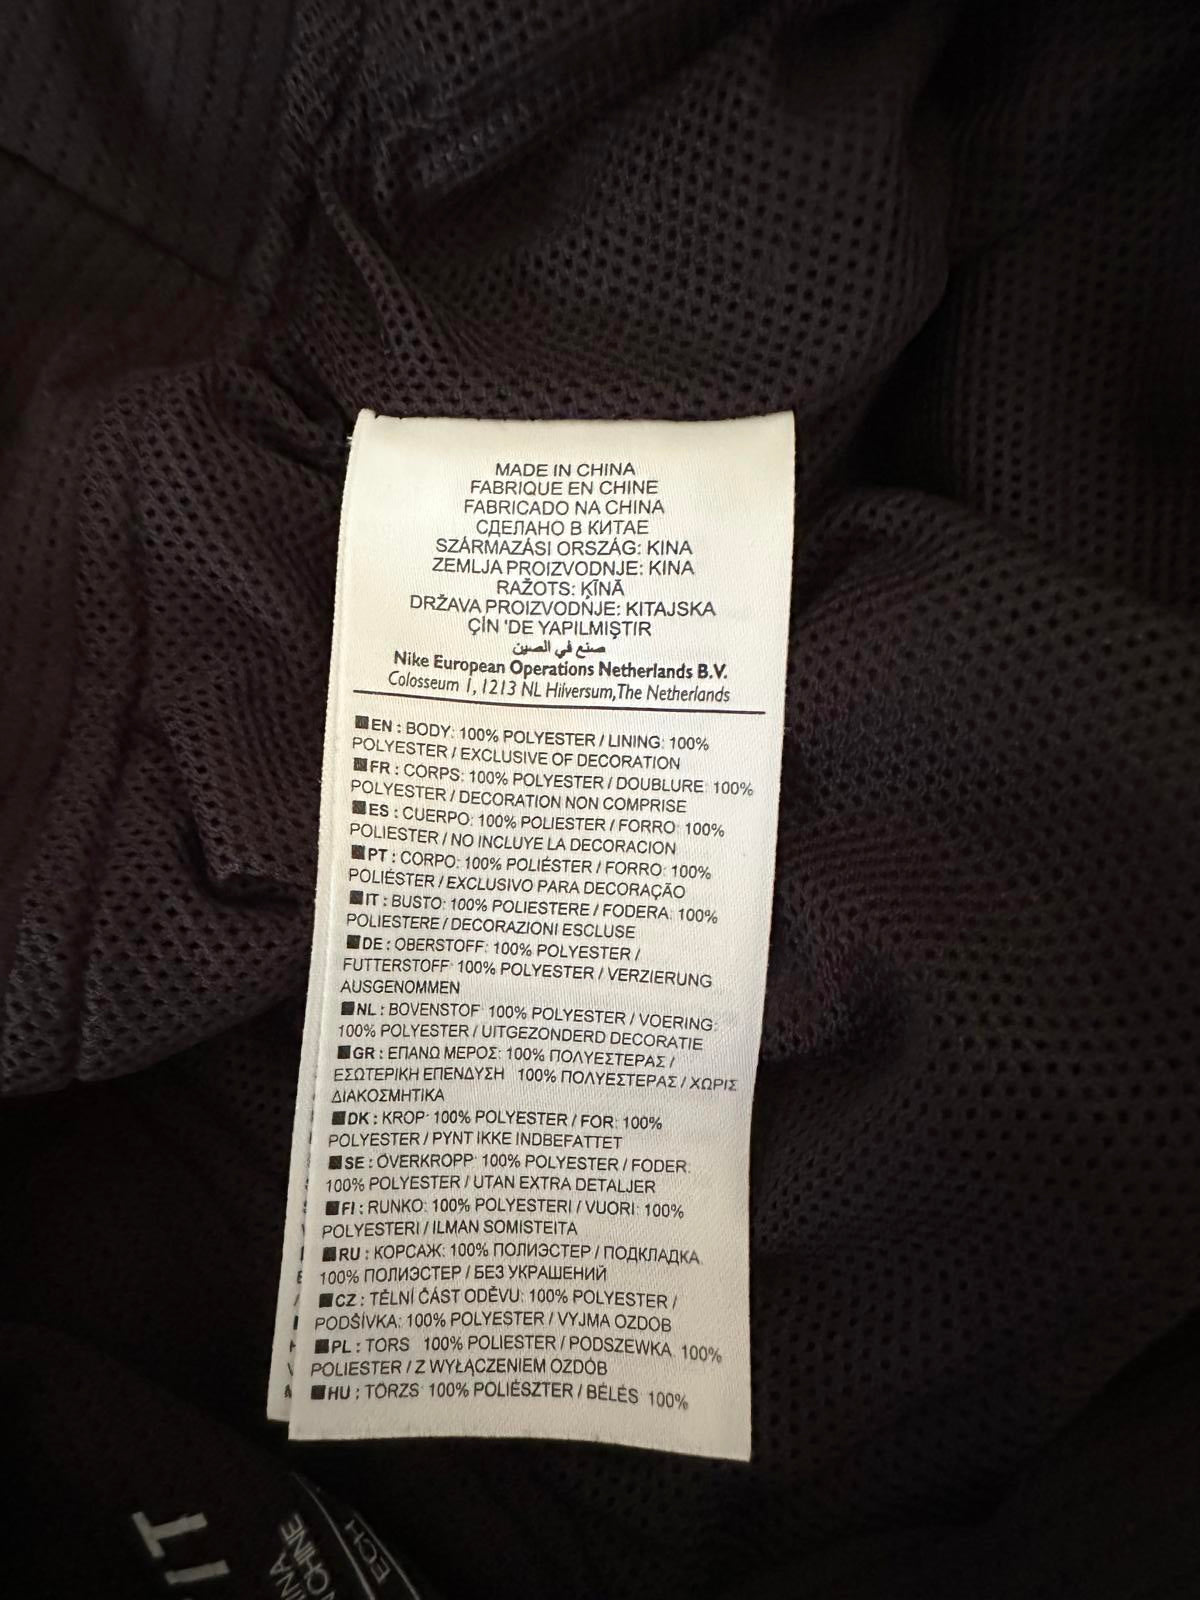 MADE IN CHINA
FABRIQUE EN CHINE
FABRICADO NA CHINA
СДЕЛАНО В КИТАЕ
SZÁRMAZÁSI ORSZÁG: KINA
ZEMLJA PROIZVODNJE: KINA
RAŽOTS: ĶĪNĀ
DRŽAVA PROIZVODNJE: KITAJSKA
ÇİN 'DE YAPILMIŞTIR
صنع في الصين
Nike European Operations Netherlands B.V.
Colosseum 1, 1213 NL Hilversum, The Netherlands
EN : BODY: 100% POLYESTER / LINING: 100%
POLYESTER / EXCLUSIVE OF DECORATION
FR : CORPS: 100% POLYESTER / DOUBLURE: 100%
POLYESTER / DECORATION NON COMPRISE
ES : CUERPO: 100% POLIESTER / FORRO: 100%
POLIESTER / NO INCLUYE LA DECORACION
PT : CORPO: 100% POLIÉSTER / FORRO: 100%
POLIÉSTER / EXCLUSIVO PARA DECORAÇÃO
IT : BUSTO: 100% POLIESTERE / FODERA: 100%
POLIESTERE / DECORAZIONI ESCLUSE
DE : OBERSTOFF: 100% POLYESTER /
FUTTERSTOFF 100% POLYESTER / VERZIERUNG
AUSGENOMMEN
NL : BOVENSTOF 100% POLYESTER / VOERING:
100% POLYESTER / UITGEZONDERD DECORATIE
GR : ΕΠΑΝΩ ΜΕΡΟΣ: 100% ΠΟΛΥΕΣΤΕΡΑΣ /
ΕΣΩΤΕΡΙΚΗ ΕΠΕΝΔΥΣΗ 100% ΠΟΛΥΕΣΤΕΡΑΣ / ΧΩΡΙΣ
ΔΙΑΚΟΣΜΗΤΙΚΑ
DK : KROP 100% POLYESTER / FOR: 100%
POLYESTER / PYNT IKKE INDBEFATTET
SE : ÖVERKROPP 100% POLYESTER / FODER:
100% POLYESTER / UTAN EXTRA DETALJER
FI : RUNKO: 100% POLYESTERI / VUORI: 100%
POLYESTERI / ILMAN SOMISTEITA
RU : КОРСАЖ: 100% ПОЛИЭСТЕР / ПОДКЛАДКА
100% ПОЛИЭСТЕР / БЕЗ УКРАШЕНИЙ
CZ : TĚLNÍ ČÁST ODĚVU: 100% POLYESTER /
PODŠÍVKA: 100% POLYESTER / VYJMA OZDOB
PL : TORS 100% POLIESTER / PODSZEWKA 100%
POLIESTER / Z WYŁĄCZENIEM OZDÓB
HU : TÖRZS 100% POLIÉSZTER / BÉLÉS 100%